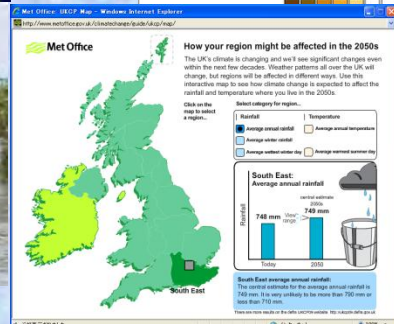 Met Office: UKCP Map - Windows Internet Explorer
http://www.metoffice.gov.uk/climatechange/guide/ukcp/map/
Met Office
How your region might be affected in the 2050s
The UK's climate is changing and we'll see significant changes even
within the next few decades. Weather patterns all over the UK will
change, but regions will be affected in different ways. Use this
interactive map to see how climate change is expected to affect the
rainfall and temperature where you live in the 2050s.
Click on the
map to select
a region...
Select category for region...
Rainfall
Temperature
Average annual rainfall
Average annual temperature
Average winter rainfall
Average wettest winter day
Average warmest summer day
South East:
Average annual rainfall
central estimate
2050s
748 mm
View range
749 mm
Rainfall
Today
2050
South East
South East average annual rainfall:
The central estimate for the average annual rainfall is
749 mm. It is very unlikely to be more than 790 mm or
less than 710 mm.